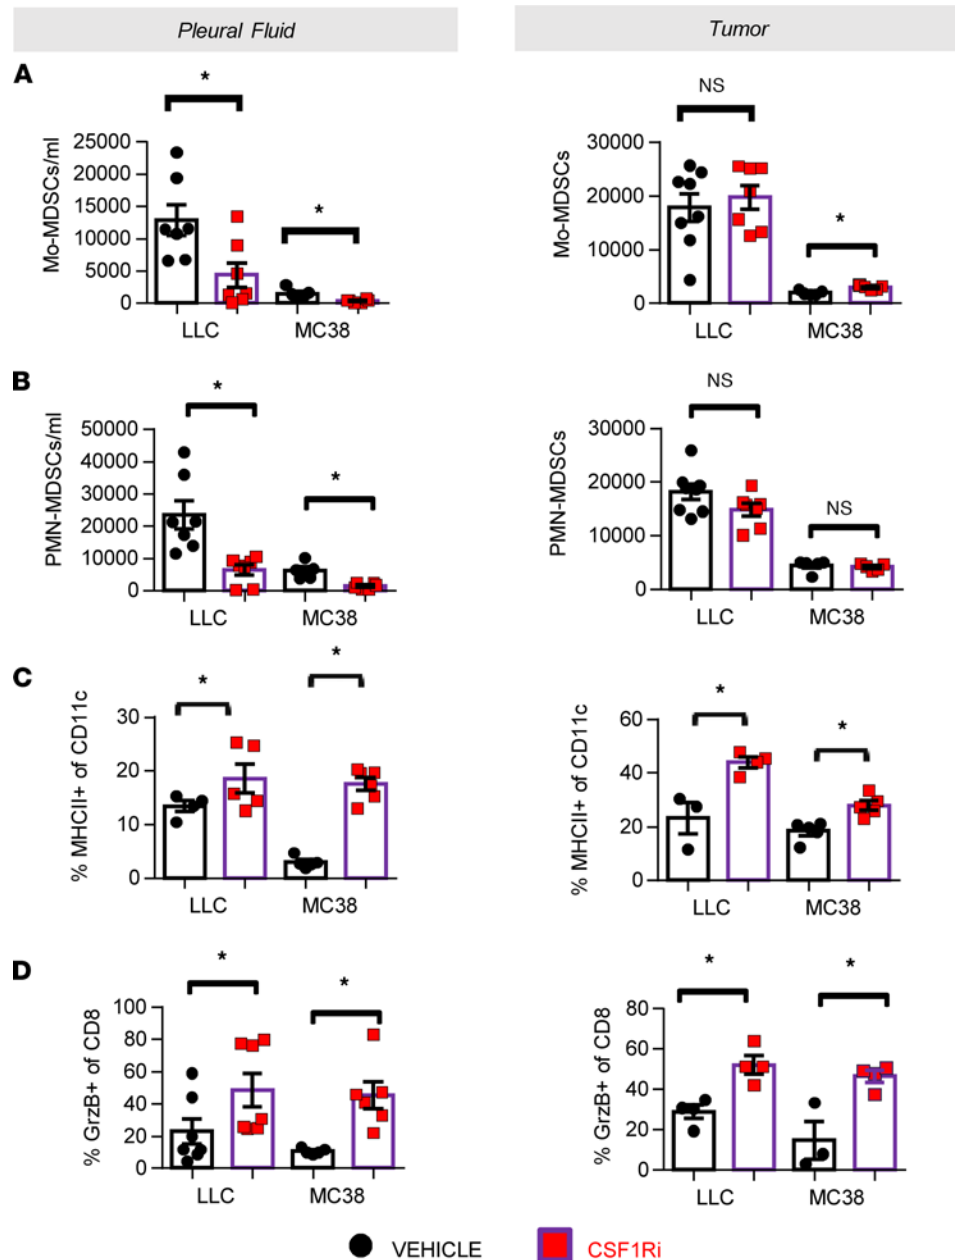 Pleural Fluid
Tumor
A
*
*
Mo-MDSCs/ml
25000
20000
15000
10000
5000
0
LLC
MC38
NS
*
Mo-MDSCs
30000
20000
10000
0
LLC
MC38
B
*
*
PMN-MDSCs/ml
50000
40000
30000
20000
10000
0
LLC
MC38
NS
NS
PMN-MDSCs
30000
20000
10000
0
LLC
MC38
C
*
*
% MHCII+ of CD11c
30
20
10
0
LLC
MC38
*
*
% MHCII+ of CD11c
60
40
20
0
LLC
MC38
D
*
*
% GrzB+ of CD8
100
80
60
40
20
0
LLC
MC38
*
*
% GrzB+ of CD8
80
60
40
20
0
LLC
MC38
VEHICLE
CSF1Ri